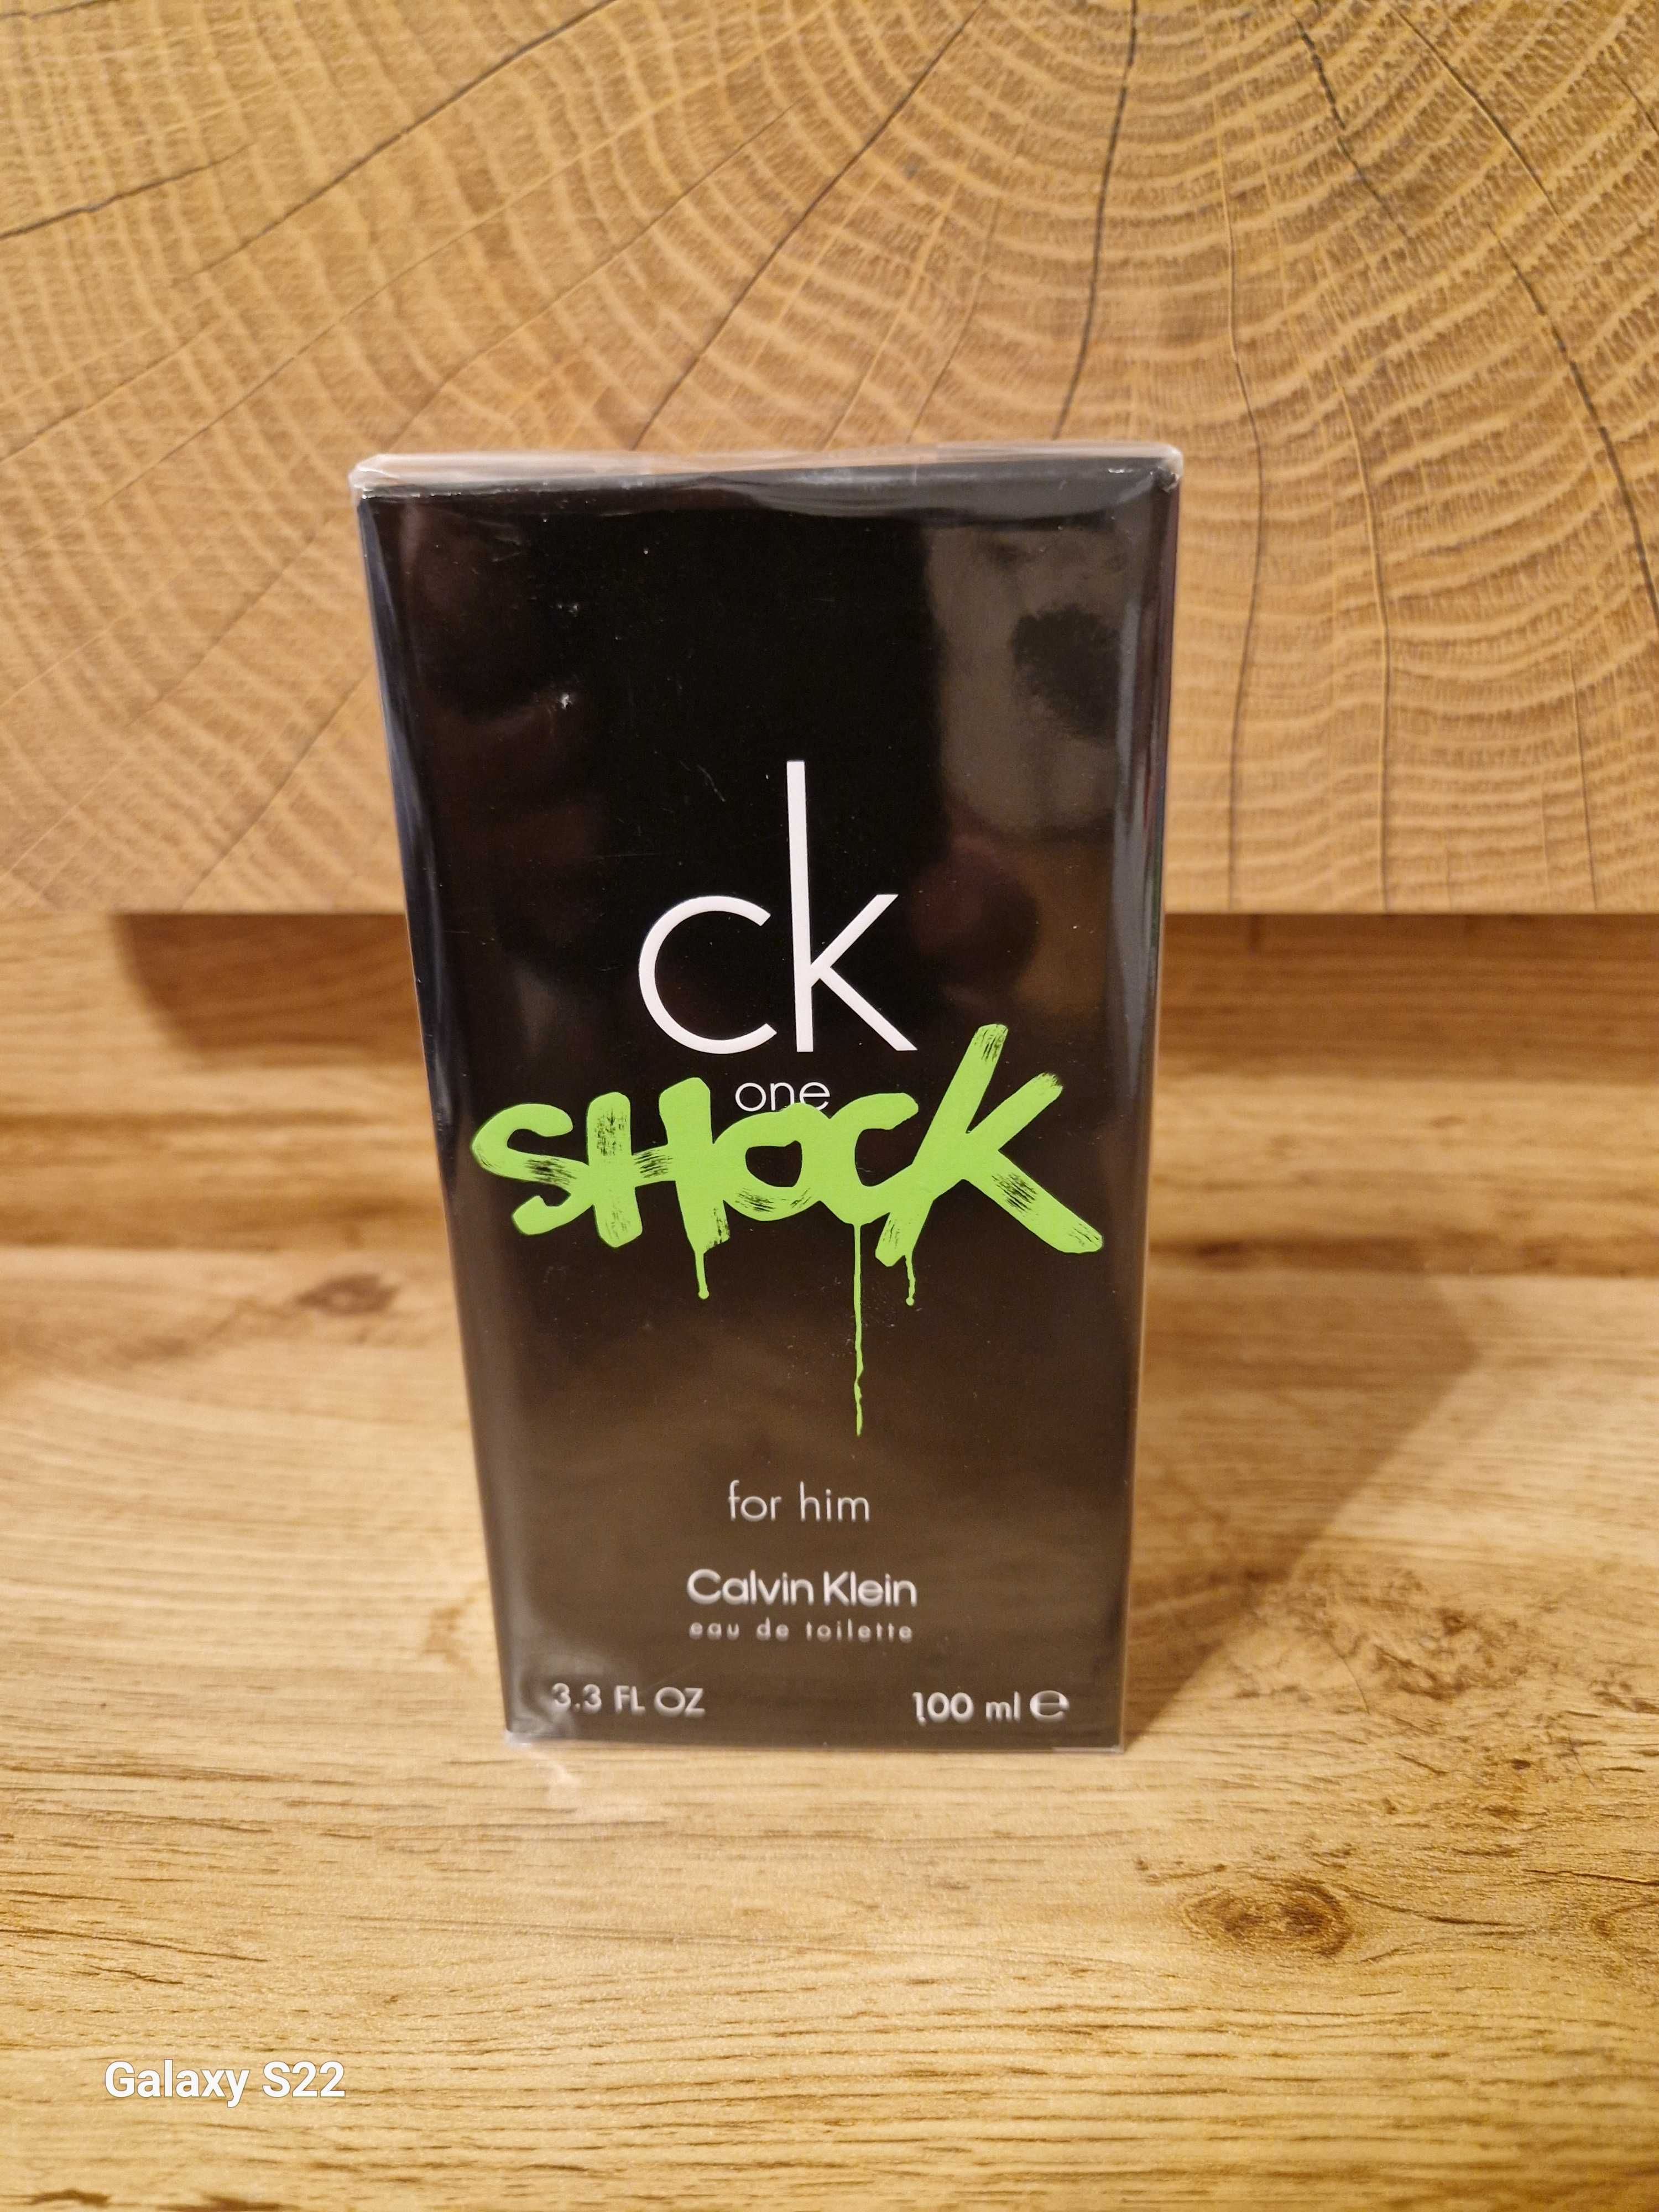 ck
one
SHOCK
for him
Calvin Klein
eau de toilette
3.3 FL OZ 100 ml ℮
Galaxy S22